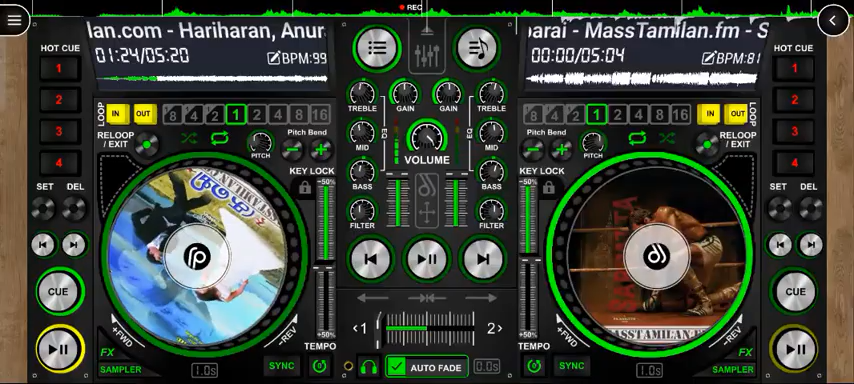 REC
lan.com - Hariharan, Anur
01:24/05:20
BPM:99
HOT CUE
1
2
3
4
SET DEL
CUE
LOOP
IN OUT
8 4 2 1 2 4 8 16
RELOOP
/ EXIT
PITCH
Pitch Bend
KEY LOCK
+50%
+50%
TEMPO
+FWD
-REV
FX
SAMPLER
1.0s
SYNC
TREBLE GAIN GAIN TREBLE
MID EQ VOLUME EQ MID
BASS BASS
FILTER FILTER
1 2
AUTO FADE 0.0s
parai - MassTamilan.fm - S
00:00/05:04
BPM:81
HOT CUE
1
2
3
4
SET DEL
CUE
8 4 2 1 2 4 8 16
IN OUT
LOOP
Pitch Bend
PITCH
RELOOP
/ EXIT
KEY LOCK
+50%
TEMPO
SYNC
1.0s
+FWD
-REV
FX
SAMPLER
MASSTAMILAN